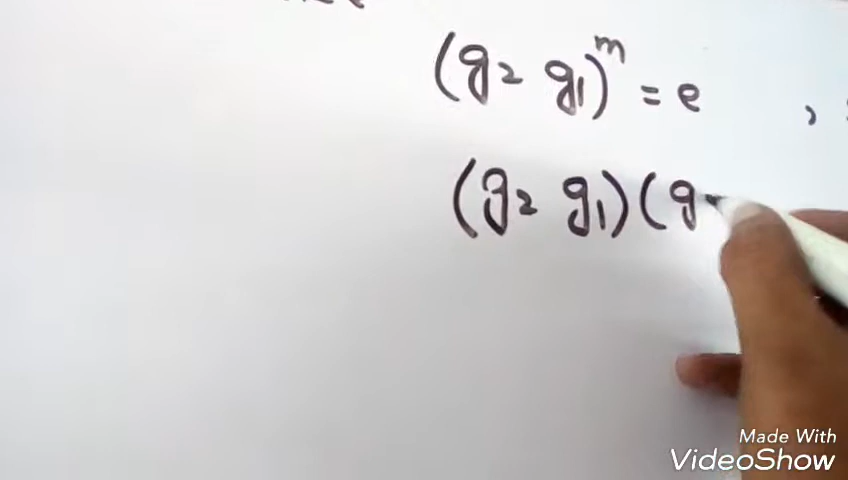 (g₂ g₁)ᵐ = e ,
(g₂ g₁)(g
Made With
VideoShow